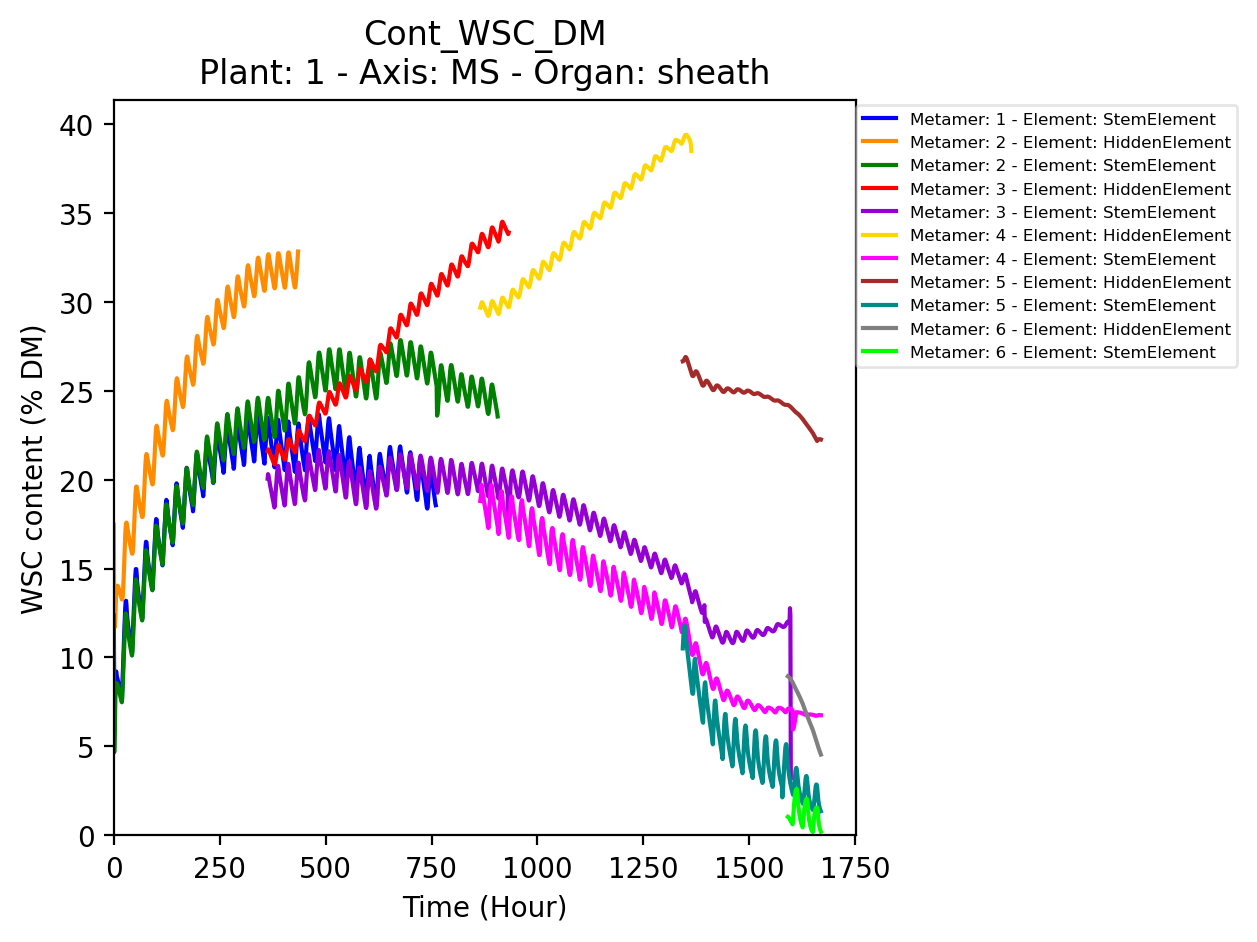 Cont_WSC_DM
Plant: 1 - Axis: MS - Organ: sheath
40
35
30
25
20
15
10
5
0
WSC content (% DM)
0 250 500 750 1000 1250 1500 1750
Time (Hour)
Metamer: 1 - Element: StemElement
Metamer: 2 - Element: HiddenElement
Metamer: 2 - Element: StemElement
Metamer: 3 - Element: HiddenElement
Metamer: 3 - Element: StemElement
Metamer: 4 - Element: HiddenElement
Metamer: 4 - Element: StemElement
Metamer: 5 - Element: HiddenElement
Metamer: 5 - Element: StemElement
Metamer: 6 - Element: HiddenElement
Metamer: 6 - Element: StemElement